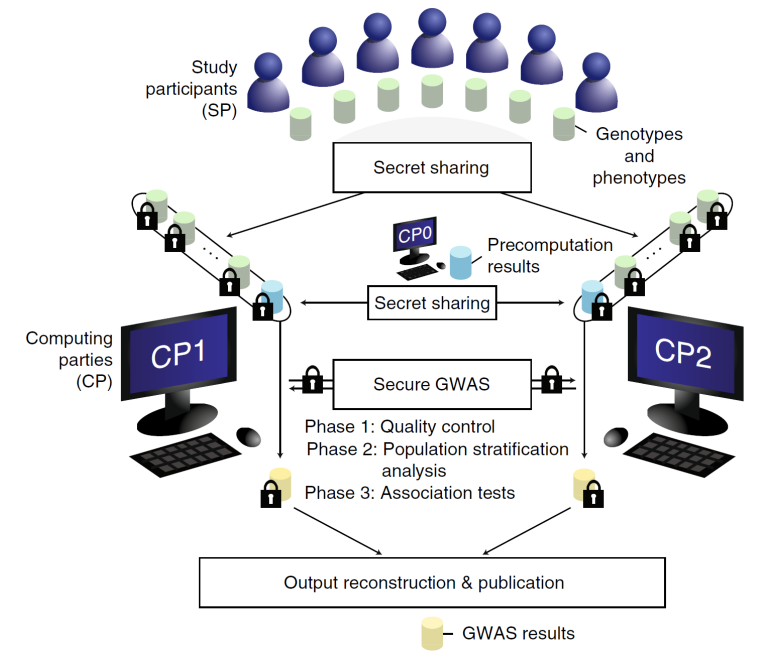 Study
participants
(SP)
Genotypes
and
phenotypes
Secret sharing
CP0
Precomputation
results
Secret sharing
Computing
parties
(CP)
CP1
CP2
Secure GWAS
Phase 1: Quality control
Phase 2: Population stratification
analysis
Phase 3: Association tests
Output reconstruction & publication
GWAS results